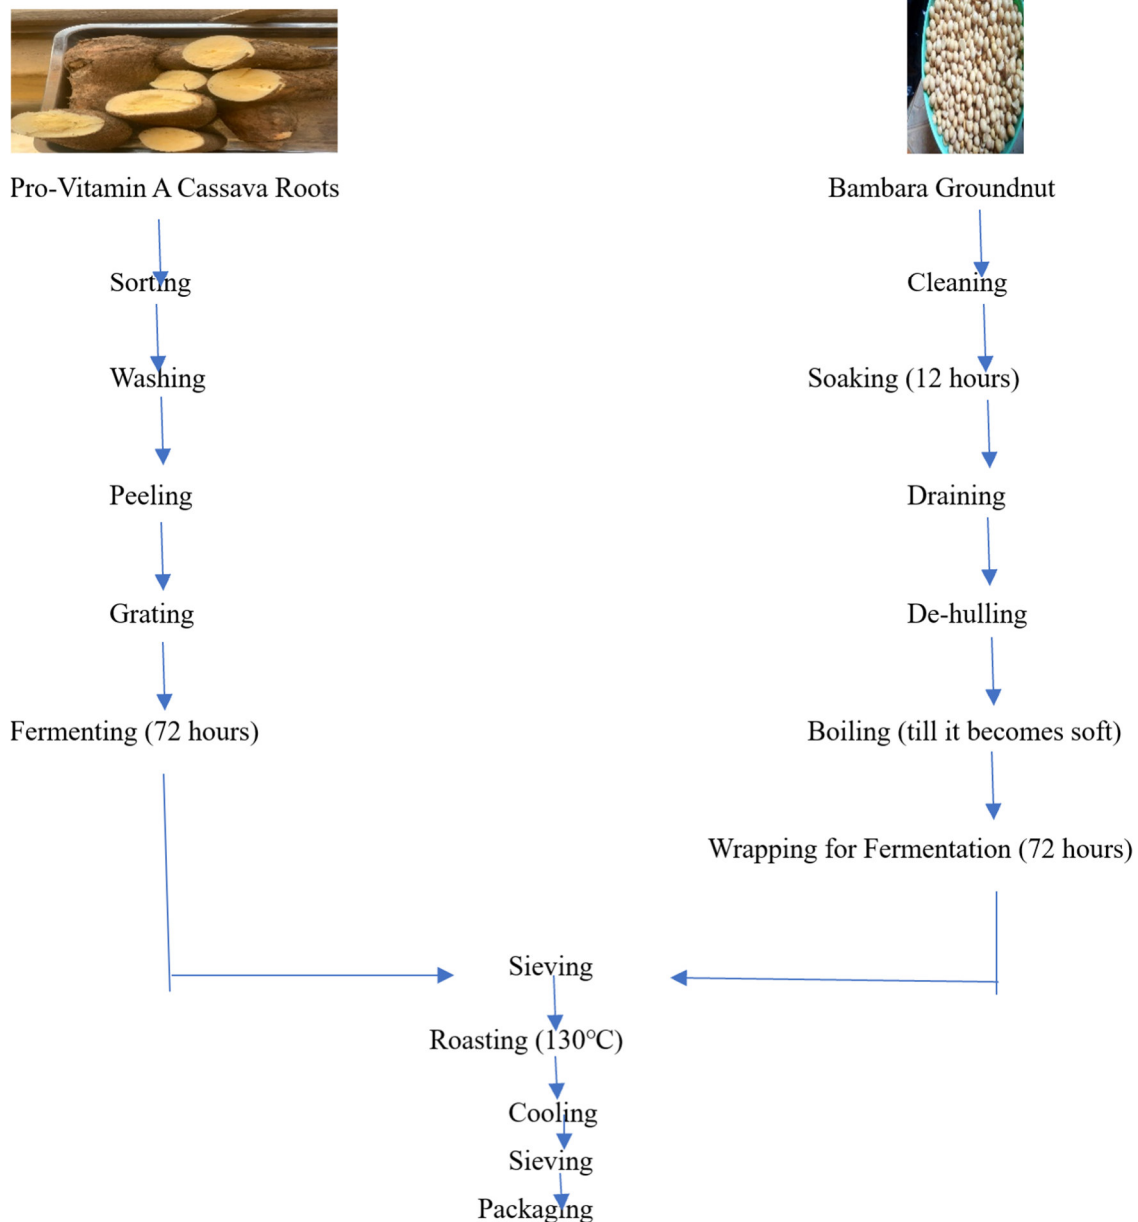 Pro-Vitamin A Cassava Roots
Bambara Groundnut
Sorting
Cleaning
Washing
Soaking (12 hours)
Peeling
Draining
Grating
De-hulling
Fermenting (72 hours)
Boiling (till it becomes soft)
Wrapping for Fermentation (72 hours)
Sieving
Roasting (130℃)
Cooling
Sieving
Packaging